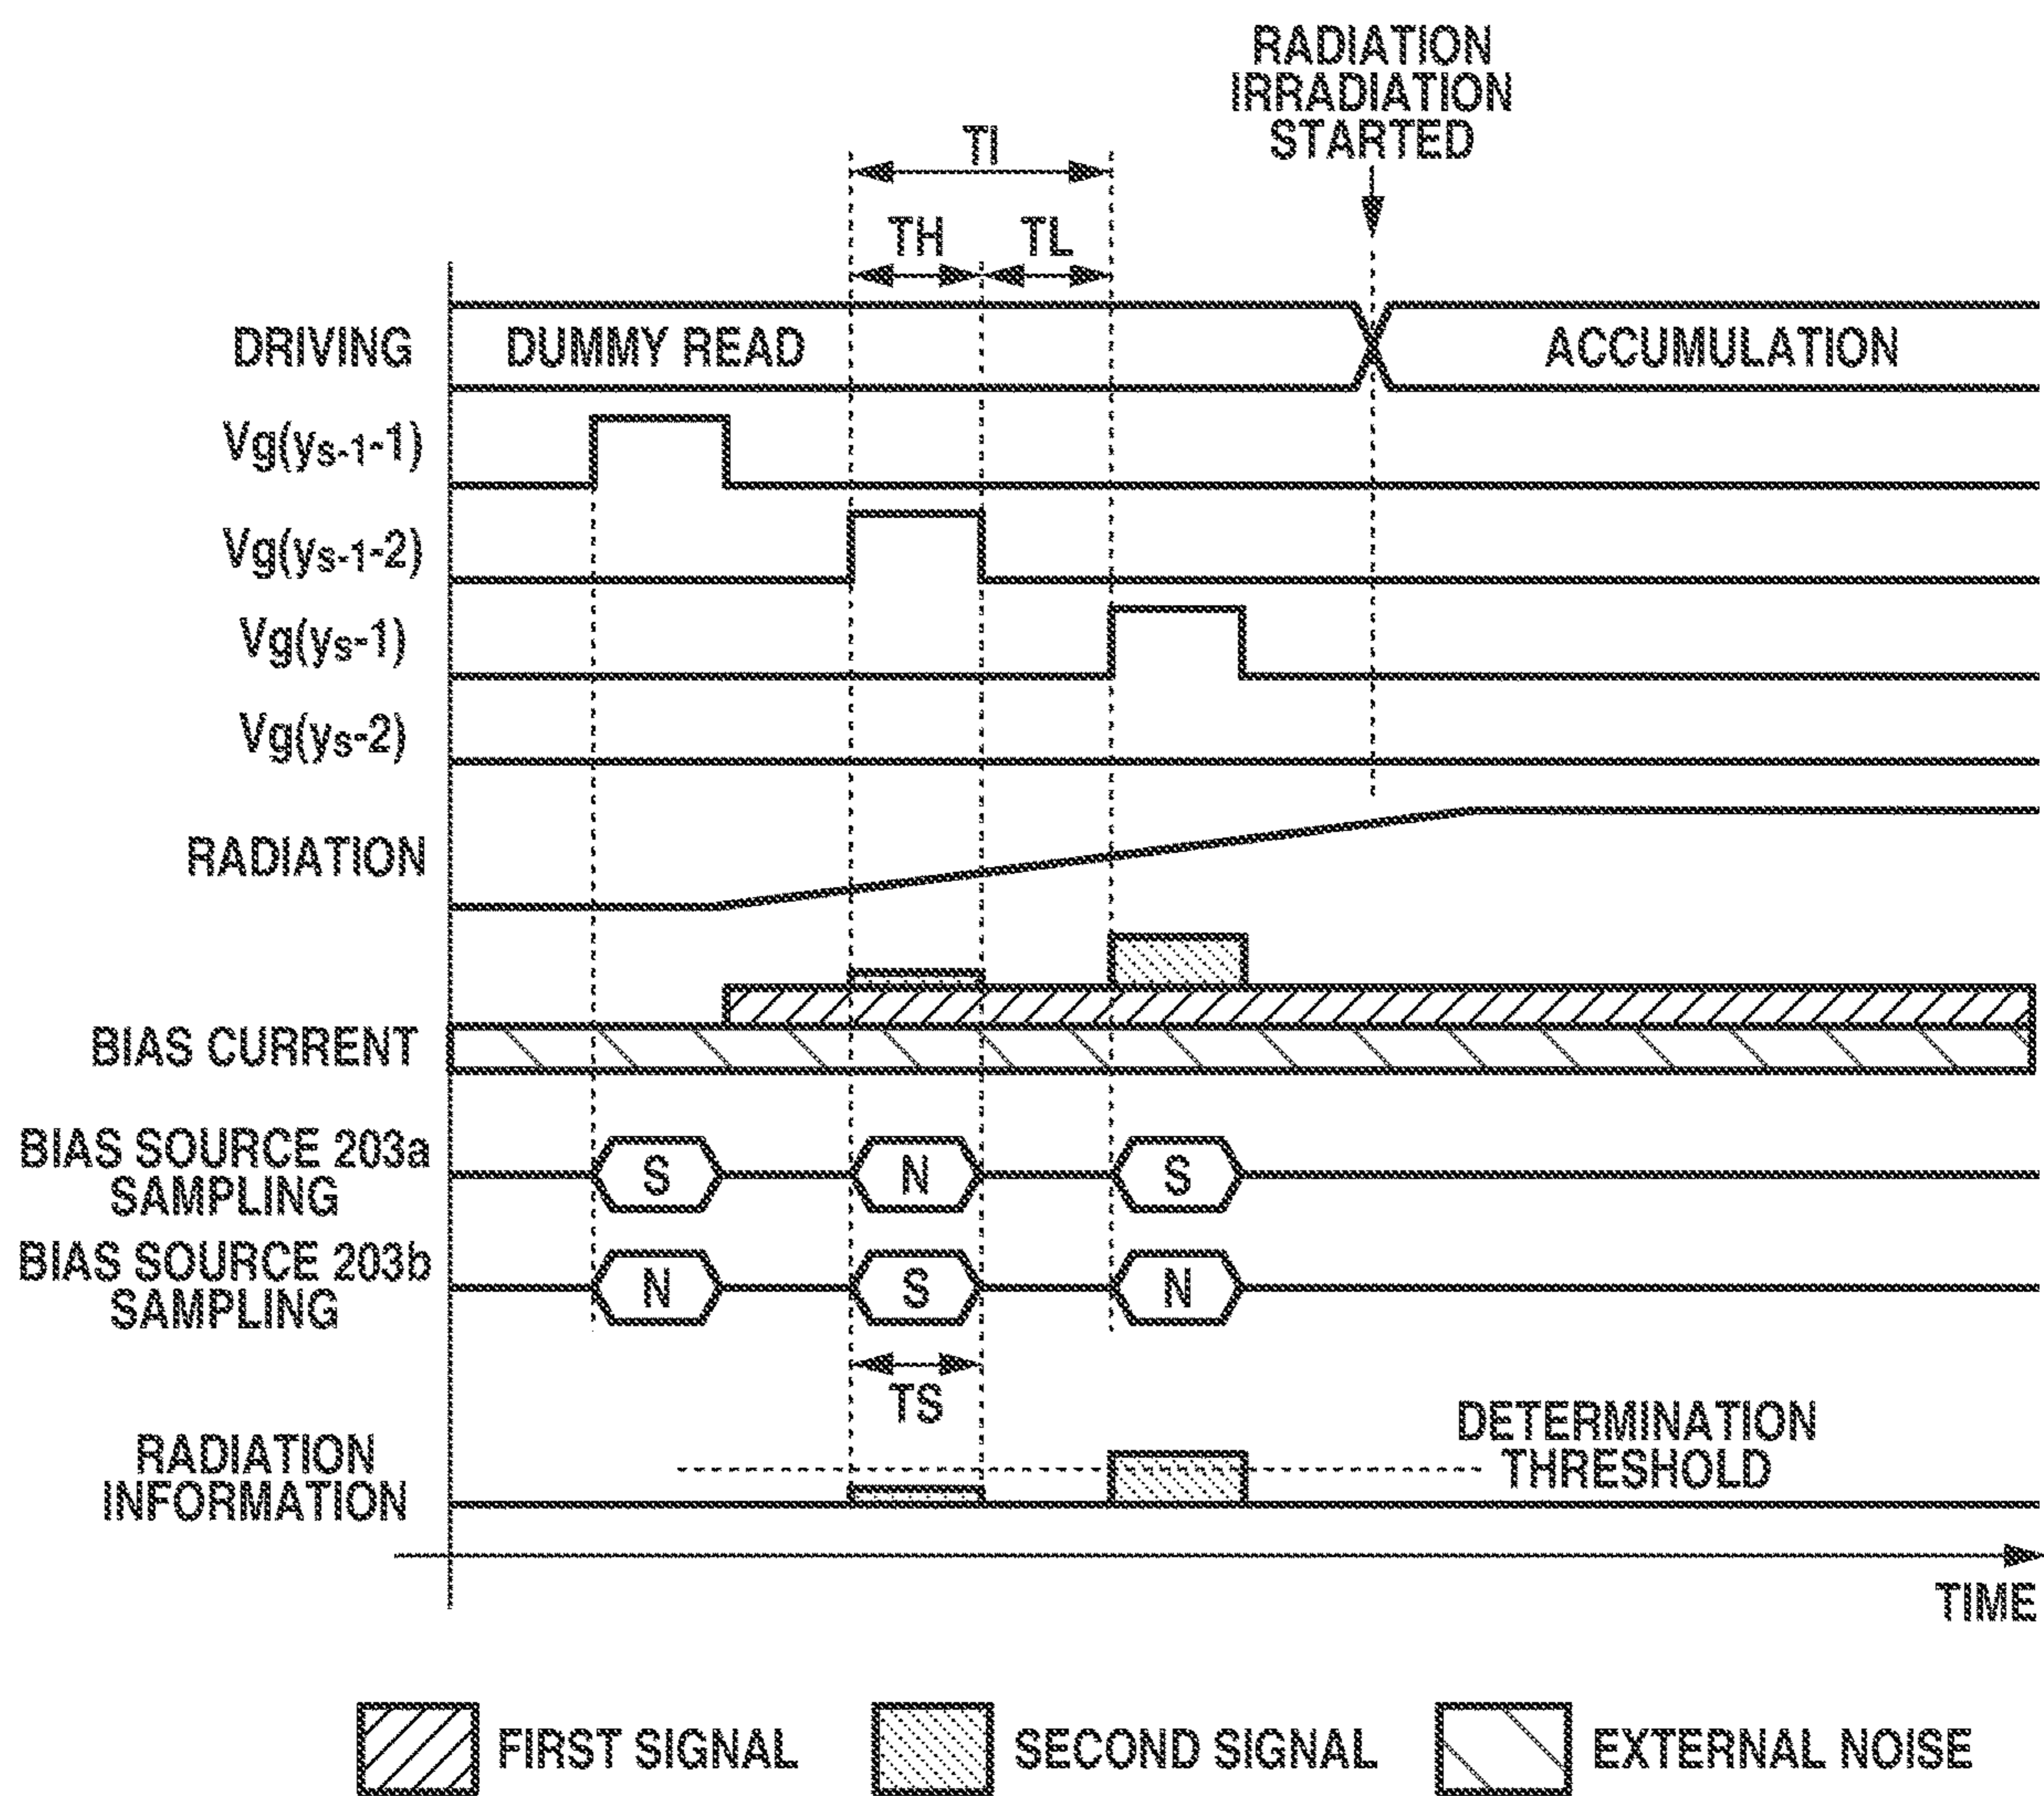 RADIATION
IRRADIATION
STARTED
TI
TH
TL
DRIVING
DUMMY READ
ACCUMULATION
Vg(ys-1-1)
Vg(ys-1-2)
Vg(ys-1)
Vg(ys-2)
RADIATION
BIAS CURRENT
BIAS SOURCE 203a
SAMPLING
S
N
S
BIAS SOURCE 203b
SAMPLING
N
S
N
TS
RADIATION
INFORMATION
DETERMINATION
THRESHOLD
TIME
FIRST SIGNAL
SECOND SIGNAL
EXTERNAL NOISE